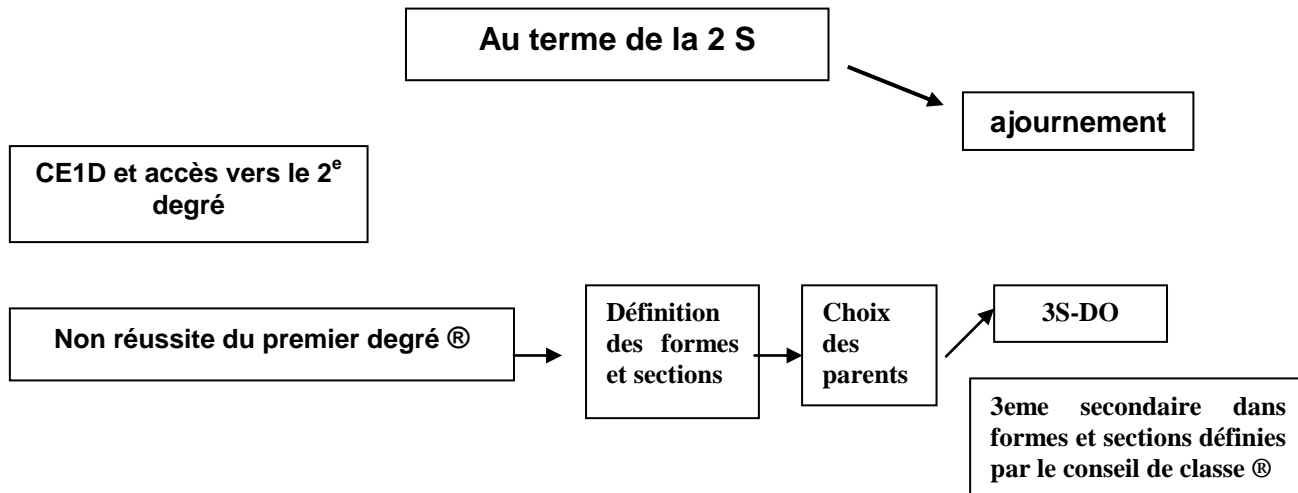 Au terme de la 2 S
ajournement
CE1D et accès vers le 2e
degré
Non réussite du premier degré ®
Définition
des formes
et sections
Choix
des
parents
3S-DO
3eme secondaire dans
formes et sections définies
par le conseil de classe ®